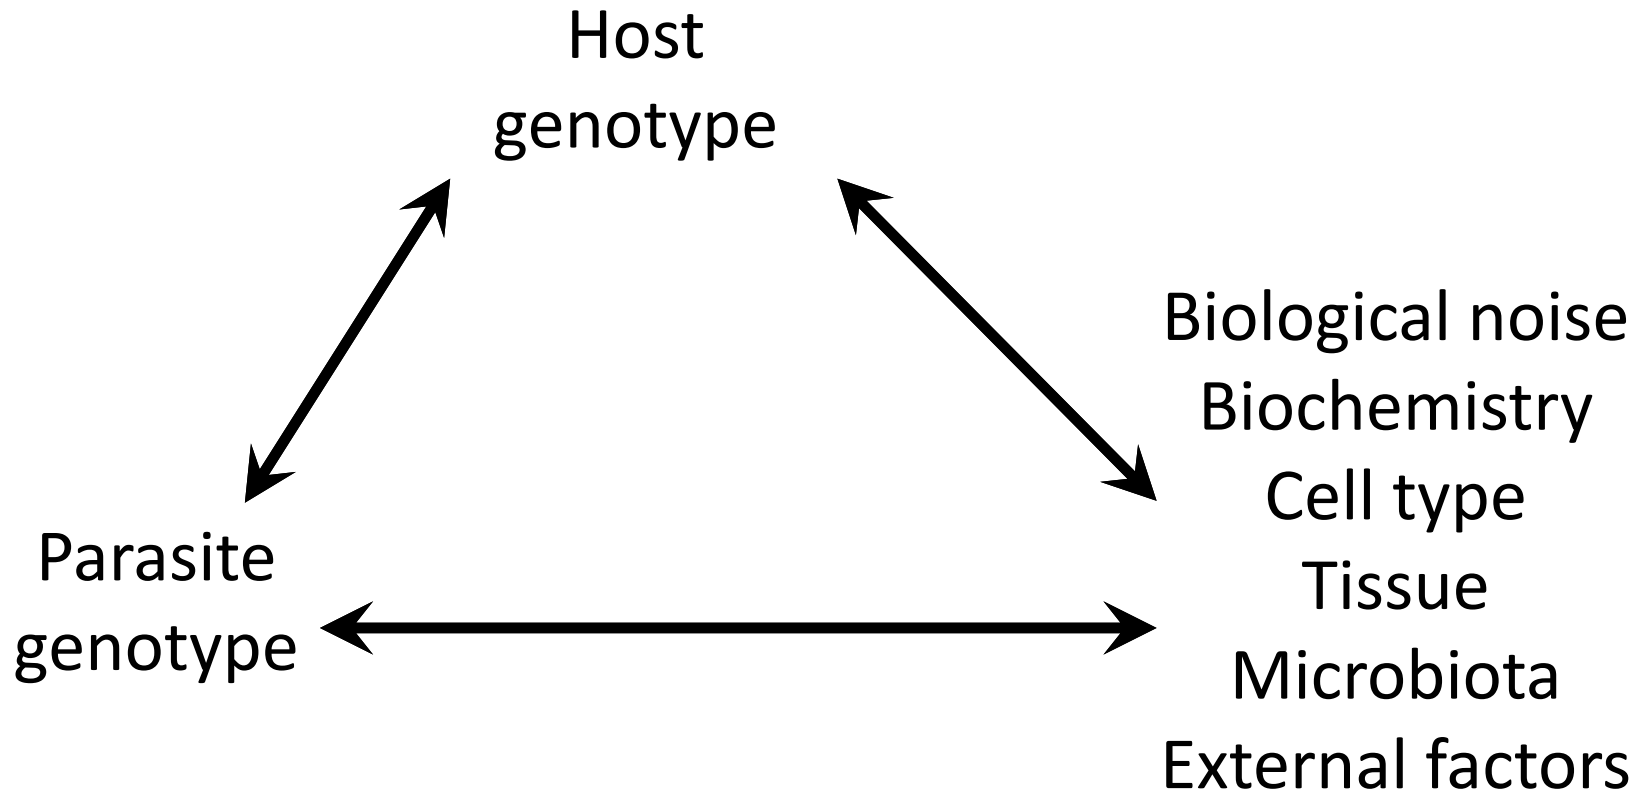 Host
genotype
Parasite
genotype
Biological noise
Biochemistry
Cell type
Tissue
Microbiota
External factors